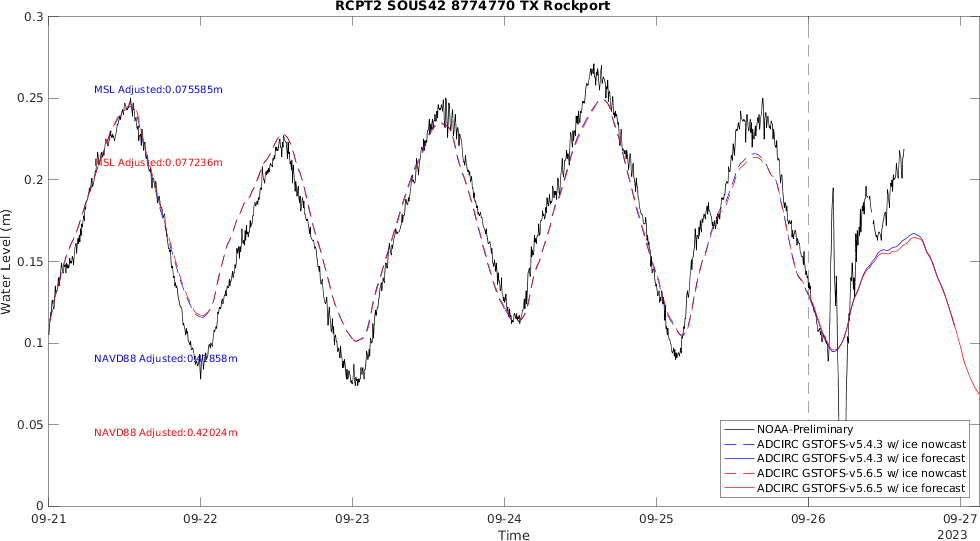 RCPT2 SOUS42 8774770 TX Rockport
0.3
0.25
0.2
0.15
0.1
0.05
0
Water Level (m)
MSL Adjusted:0.075585m
MSL Adjusted:0.077236m
NAVD88 Adjusted:0.41858m
NAVD88 Adjusted:0.42024m
NOAA-Preliminary
ADCIRC GSTOFS-v5.4.3 w/ ice nowcast
ADCIRC GSTOFS-v5.4.3 w/ ice forecast
ADCIRC GSTOFS-v5.6.5 w/ ice nowcast
ADCIRC GSTOFS-v5.6.5 w/ ice forecast
09-21 09-22 09-23 09-24 09-25 09-26 09-27
Time
2023